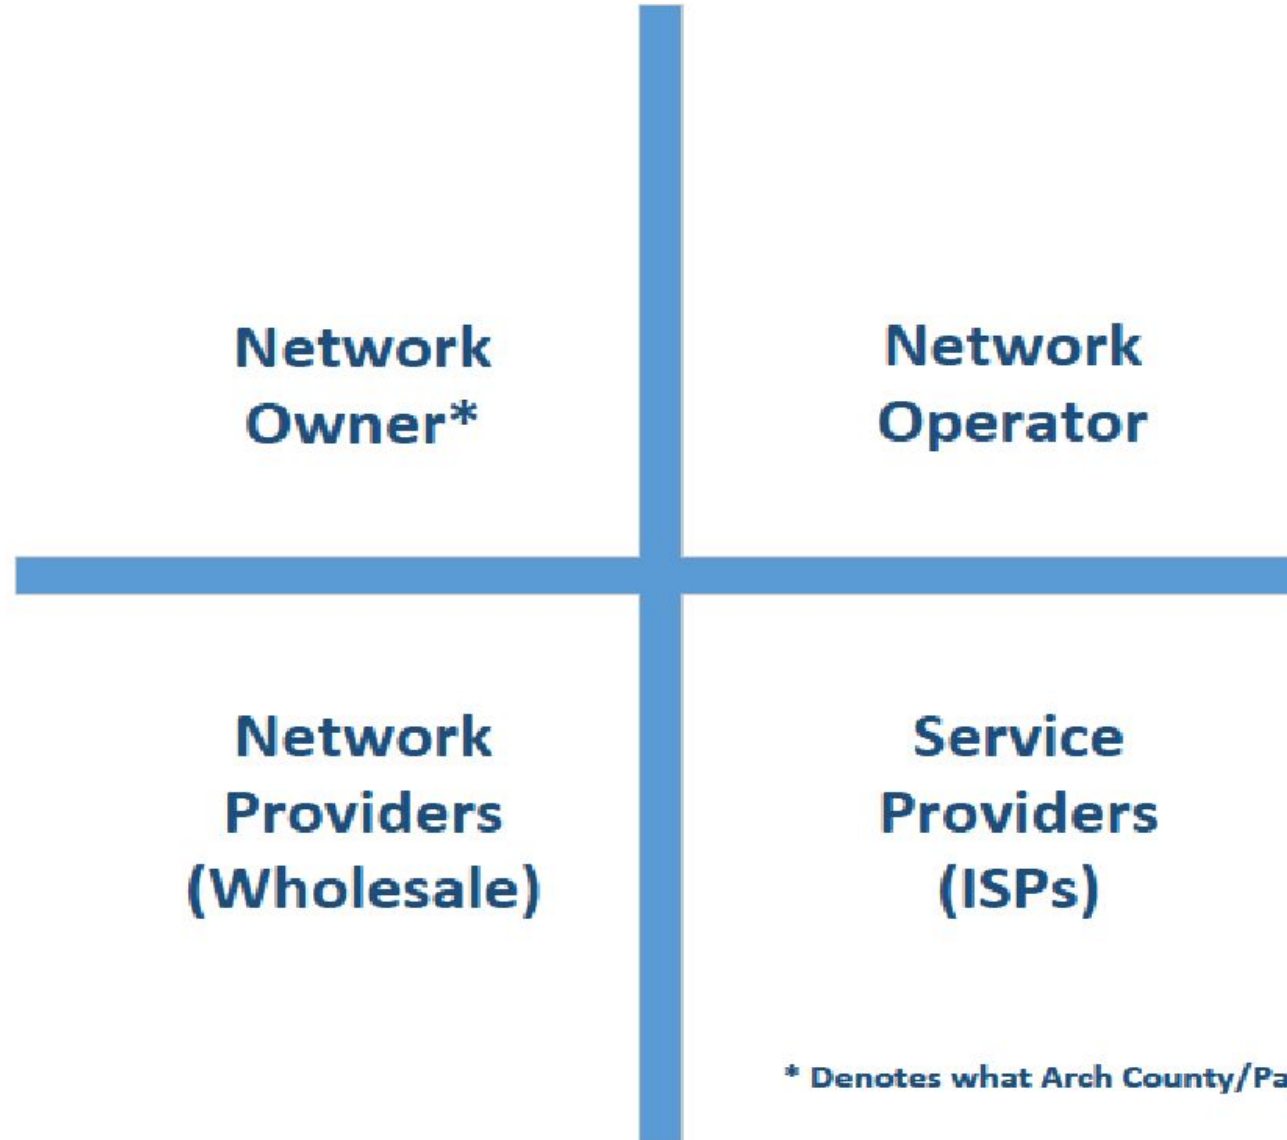 Network
Owner*
Network
Operator
Network
Providers
(Wholesale)
Service
Providers
(ISPs)
* Denotes what Arch County/Pa